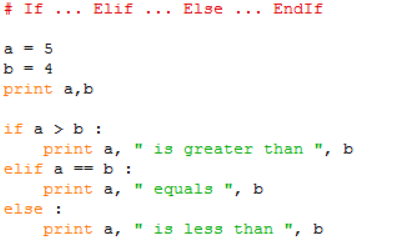 # If ... Elif ... Else ... EndIf
a = 5
b = 4
print a,b
if a > b :
    print a, " is greater than ", b
elif a == b :
    print a, " equals ", b
else :
    print a, " is less than ", b